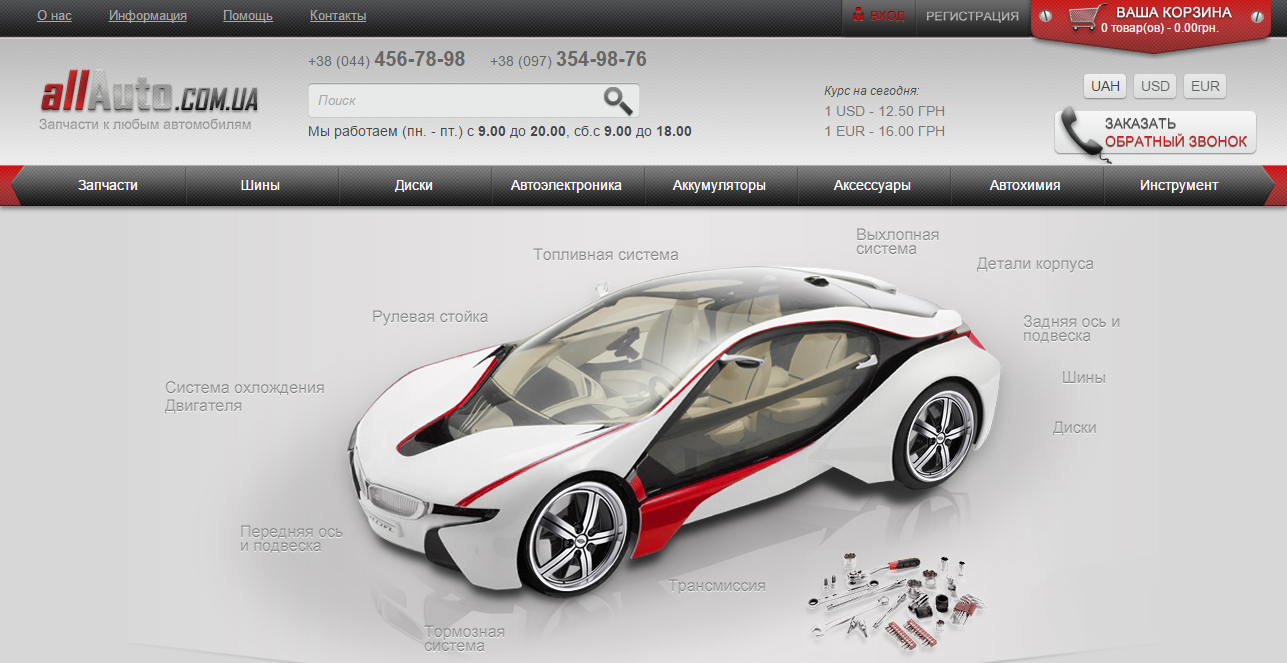 О нас Информация Помощь Контакты
ВХОД РЕГИСТРАЦИЯ
ВАША КОРЗИНА
0 товар(ов) - 0.00грн.
+38 (044) 456-78-98 +38 (097) 354-98-76
allAuto.COM.UA
Запчасти к любым автомобилям
Поиск
Мы работаем (пн. - пт.) с 9.00 до 20.00, сб.с 9.00 до 18.00
Курс на сегодня:
1 USD - 12.50 ГРН
1 EUR - 16.00 ГРН
UAH USD EUR
ЗАКАЗАТЬ
ОБРАТНЫЙ ЗВОНОК
Запчасти Шины Диски Автоэлектроника Аккумуляторы Аксессуары Автохимия Инструмент
Выхлопная
система
Топливная система
Детали корпуса
Рулевая стойка
Задняя ось и
подвеска
Шины
Система охлождения
Двигателя
Диски
Передняя ось
и подвеска
Трансмиссия
Тормозная
система